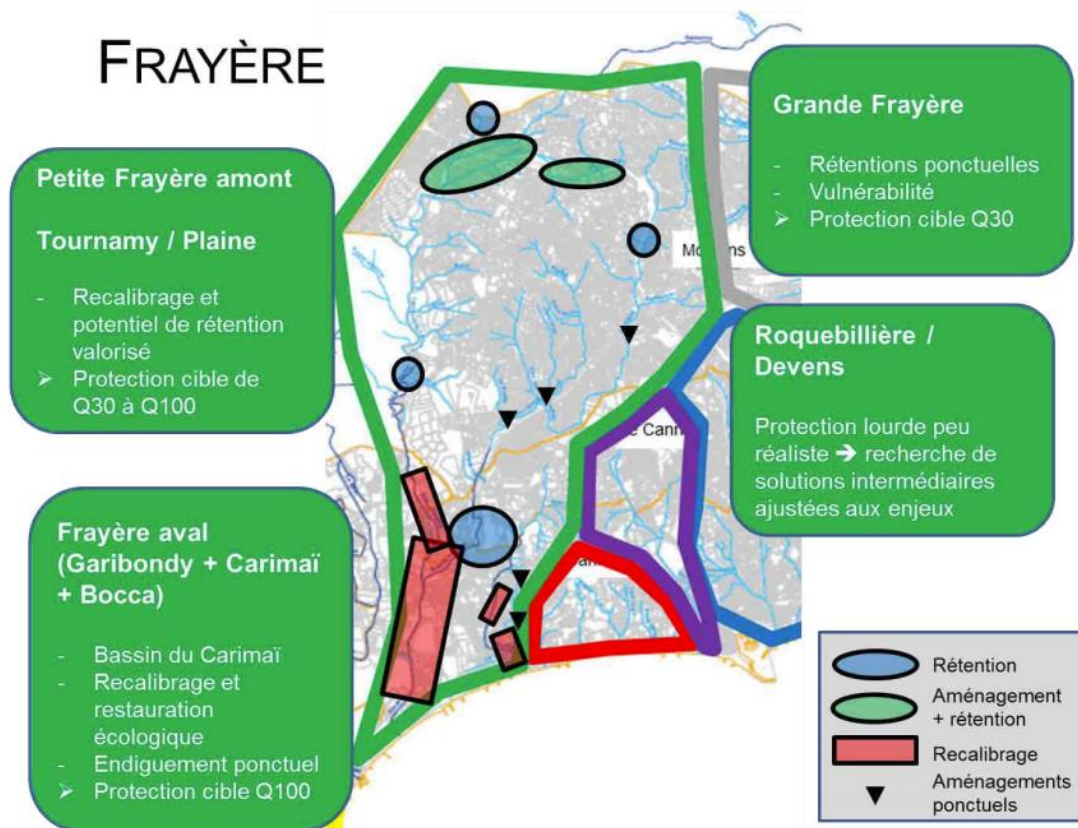 FRAYÈRE
Petite Frayère amont
Tournamy / Plaine
- Recalibrage et
potentiel de rétention
valorisé
➢ Protection cible de
Q30 à Q100
Frayère aval
(Garibondy + Carimaï
+ Bocca)
- Bassin du Carimaï
- Recalibrage et
restauration
écologique
- Endiguement ponctuel
➢ Protection cible Q100
Grande Frayère
- Rétentions ponctuelles
- Vulnérabilité
➢ Protection cible Q30
Roquebillière /
Devens
Protection lourde peu
réaliste ➔ recherche de
solutions intermédiaires
ajustées aux enjeux
Rétention
Aménagement
+ rétention
Recalibrage
Aménagements
ponctuels